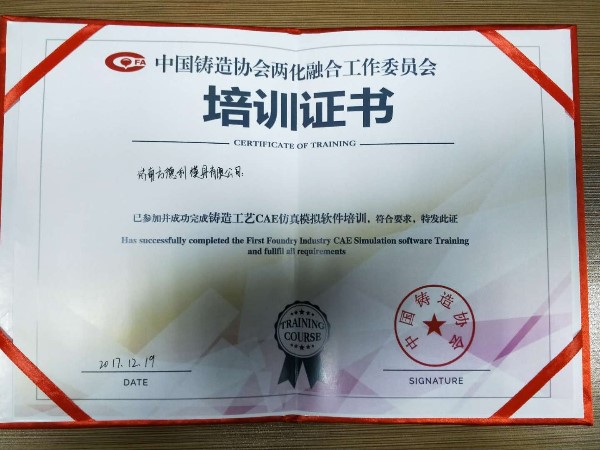 CFA 中国铸造协会两化融合工作委员会
培训证书
CERTIFICATE OF TRAINING
济南方德利模具有限公司:
已参加并成功完成铸造工艺CAE仿真模拟软件培训，符合要求，特发此证
Has successfully completed the First Foundry Industry CAE Simulation software Training
and fullfil all requirements
TRAINING
COURSE
中国铸造协会
2017.12.19
DATE
SIGNATURE